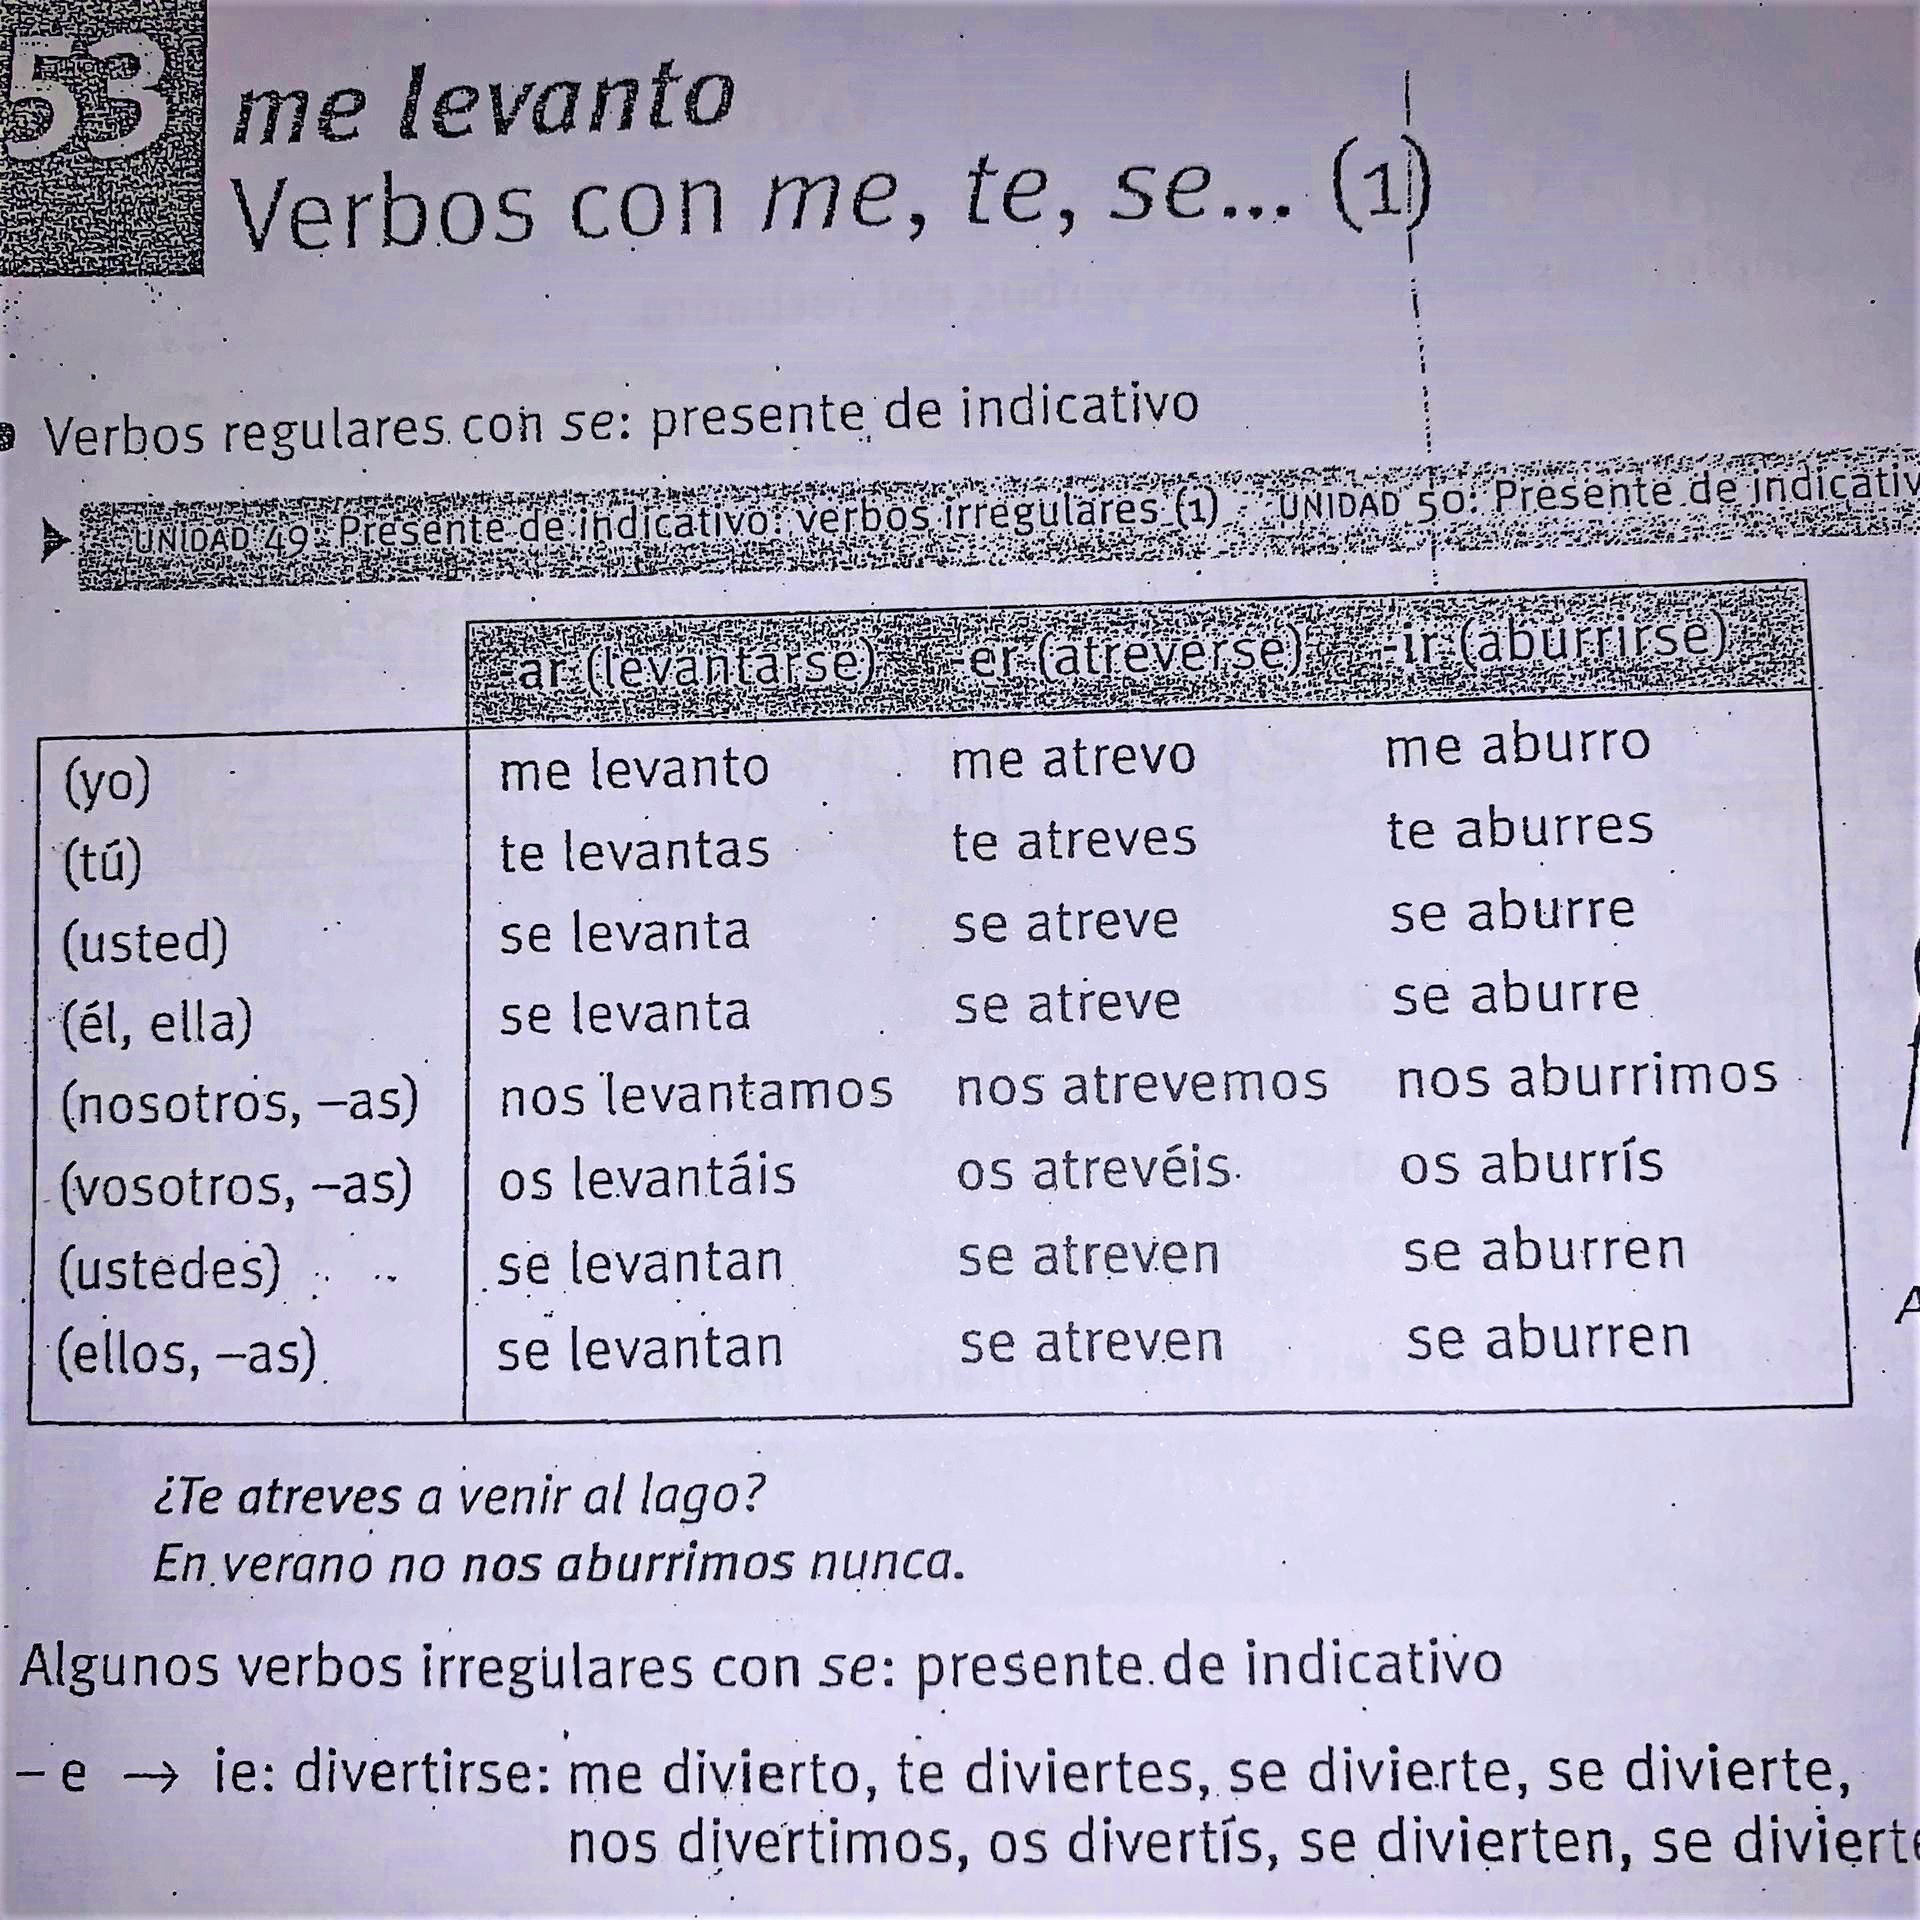 53
me levanto
Verbos con me, te, se... (1)
Verbos regulares con se: presente de indicativo
UNIDAD 49: Presente de indicativo: verbos irregulares (1) UNIDAD 50: Presente de indicativ
-ar (levantarse) -er (atreverse) -ir (aburrirse)
(yo) me levanto me atrevo me aburro
(tú) te levantas te atreves te aburres
(usted) se levanta se atreve se aburre
(él, ella) se levanta se atreve se aburre
(nosotros, –as) nos levantamos nos atrevemos nos aburrimos
(vosotros, –as) os levantáis os atrevéis os aburrís
(ustedes) se levantan se atreven se aburren
(ellos, –as) se levantan se atreven se aburren
¿Te atreves a venir al lago?
En verano no nos aburrimos nunca.
Algunos verbos irregulares con se: presente de indicativo
– e → ie: divertirse: me divierto, te diviertes, se divierte, se divierte,
nos divertimos, os divertís, se divierten, se divierte